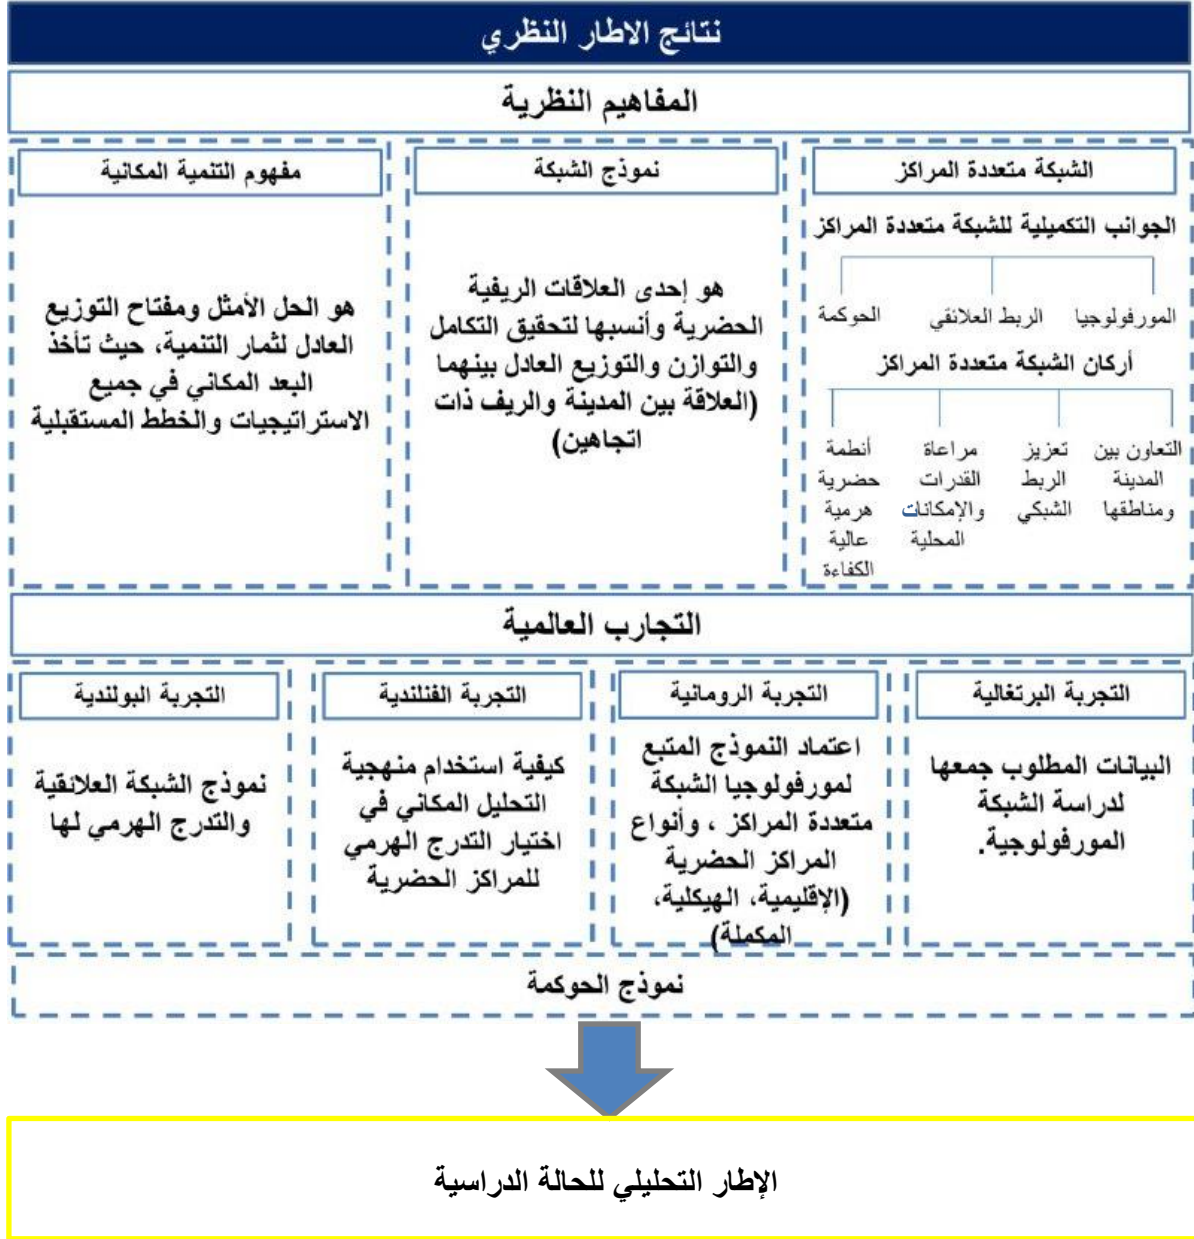 نتائج الاطار النظري
المفاهيم النظرية
الشبكة متعددة المراكز
الجوانب التكميلية للشبكة متعددة المراكز
المورفولوجيا
الربط العلائقي
الحوكمة
أركان الشبكة متعددة المراكز
التعاون بين
المدينة
ومناطقها
تعزيز
الربط
الشبكي
مراعاة
القدرات
والإمكانات
المحلية
أنظمة
حضرية
هرمية
عالية
الكفاءة
نموذج الشبكة
هو إحدى العلاقات الريفية
الحضرية وأنسبها لتحقيق التكامل
والتوازن والتوزيع العادل بينهما
(العلاقة بين المدينة والريف ذات
اتجاهين)
مفهوم التنمية المكانية
هو الحل الأمثل ومفتاح التوزيع
العادل لثمار التنمية، حيث تأخذ
البعد المكاني في جميع
الاستراتيجيات والخطط المستقبلية
التجارب العالمية
التجربة البرتغالية
البيانات المطلوب جمعها
لدراسة الشبكة
المورفولوجية.
التجربة الرومانية
اعتماد النموذج المتبع
لمورفولوجيا الشبكة
متعددة المراكز ، وأنواع
المراكز الحضرية
(الإقليمية، الهيكلية،
المكملة)
التجربة الفنلندية
كيفية استخدام منهجية
التحليل المكاني في
اختيار التدرج الهرمي
للمراكز الحضرية
التجربة البولندية
نموذج الشبكة العلائقية
والتدرج الهرمي لها
نموذج الحوكمة
الإطار التحليلي للحالة الدراسية